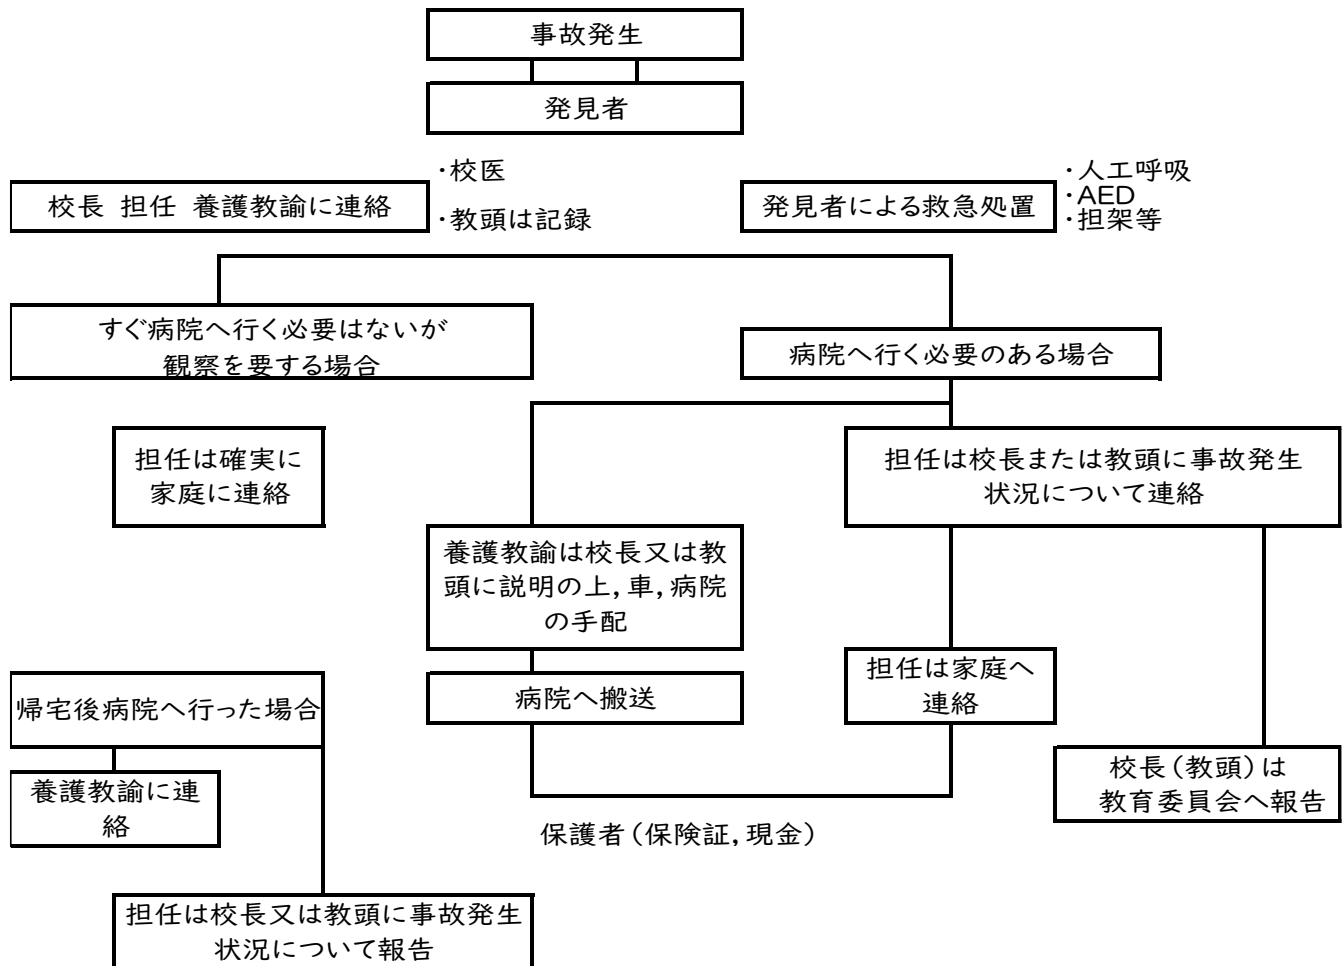 事故発生
発見者
校長 担任 養護教諭に連絡
・校医
・教頭は記録
発見者による救急処置
・人工呼吸
・AED
・担架等
すぐ病院へ行く必要はないが
観察を要する場合
病院へ行く必要のある場合
担任は確実に
家庭に連絡
担任は校長または教頭に事故発生
状況について連絡
養護教諭は校長又は教
頭に説明の上,車,病院
の手配
担任は家庭へ
連絡
帰宅後病院へ行った場合
病院へ搬送
養護教諭に連
絡
校長(教頭)は
教育委員会へ報告
保護者(保険証,現金)
担任は校長又は教頭に事故発生
状況について報告